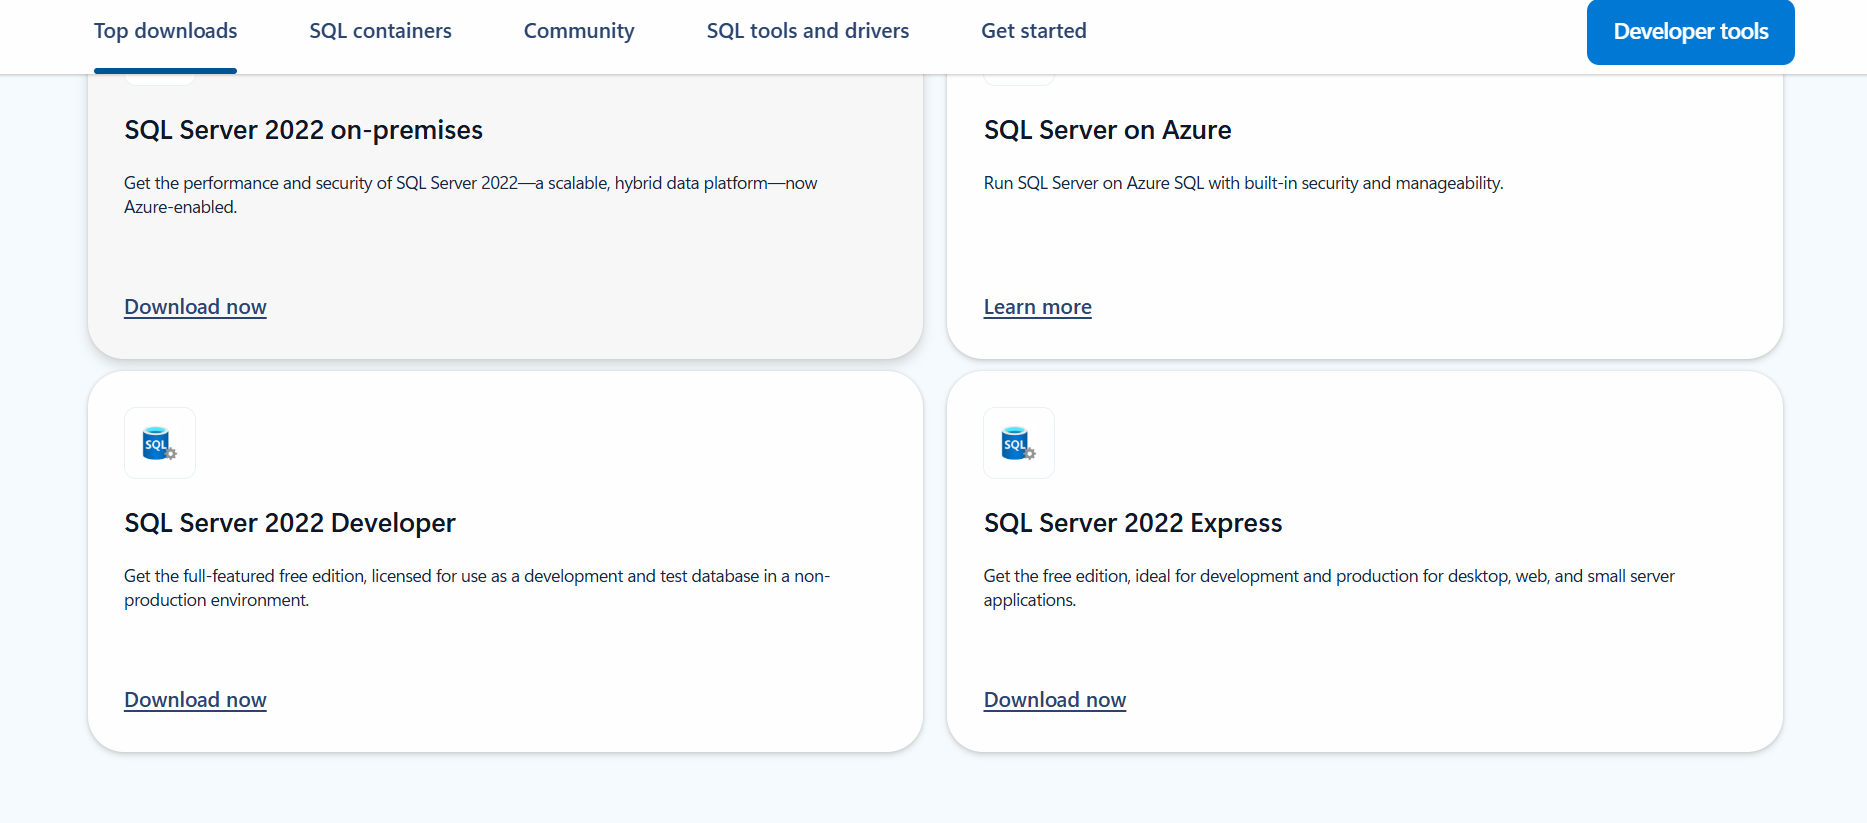 Top downloads
SQL containers
Community
SQL tools and drivers
Get started
Developer tools
SQL Server 2022 on-premises
Get the performance and security of SQL Server 2022—a scalable, hybrid data platform—now
Azure-enabled.
Download now
SQL Server on Azure
Run SQL Server on Azure SQL with built-in security and manageability.
Learn more
SQL
SQL Server 2022 Developer
Get the full-featured free edition, licensed for use as a development and test database in a non-
production environment.
Download now
SQL
SQL Server 2022 Express
Get the free edition, ideal for development and production for desktop, web, and small server
applications.
Download now